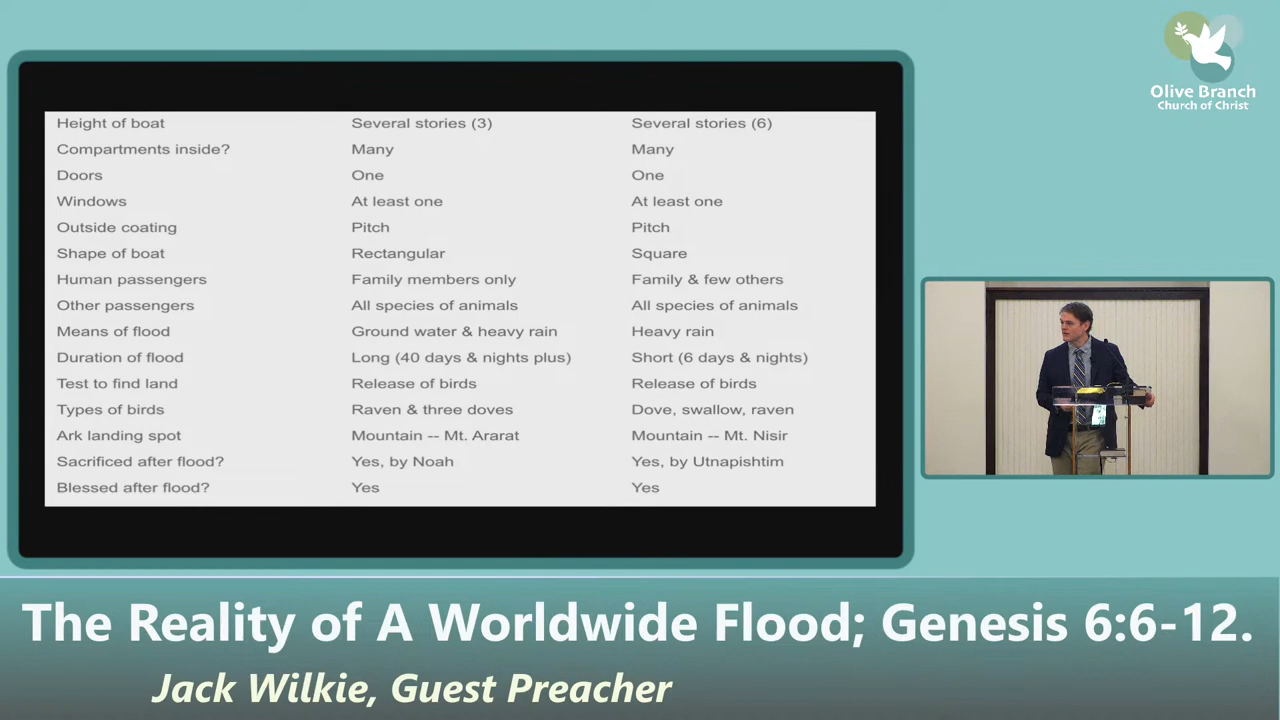 Olive Branch
Church of Christ
Height of boat Several stories (3) Several stories (6)
Compartments inside? Many Many
Doors One One
Windows At least one At least one
Outside coating Pitch Pitch
Shape of boat Rectangular Square
Human passengers Family members only Family & few others
Other passengers All species of animals All species of animals
Means of flood Ground water & heavy rain Heavy rain
Duration of flood Long (40 days & nights plus) Short (6 days & nights)
Test to find land Release of birds Release of birds
Types of birds Raven & three doves Dove, swallow, raven
Ark landing spot Mountain -- Mt. Ararat Mountain -- Mt. Nisir
Sacrificed after flood? Yes, by Noah Yes, by Utnapishtim
Blessed after flood? Yes Yes
The Reality of A Worldwide Flood; Genesis 6:6-12.
Jack Wilkie, Guest Preacher